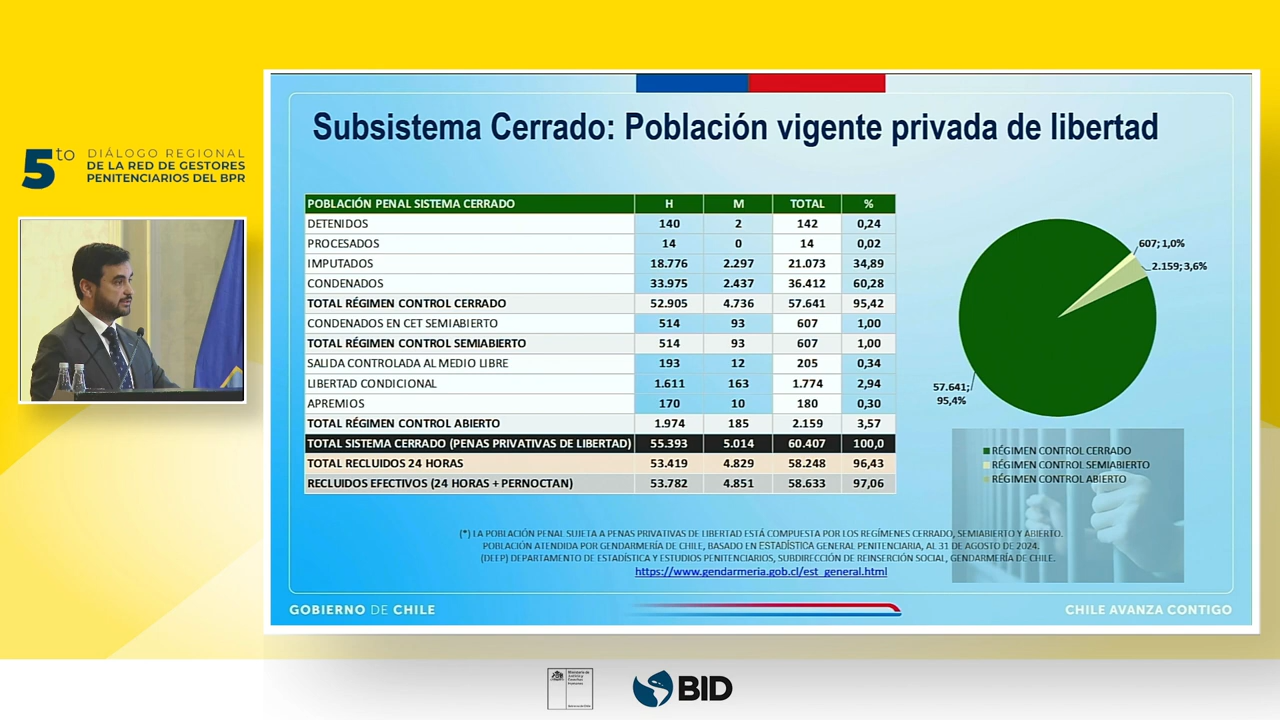 5to
DIÁLOGO REGIONAL
DE LA RED DE GESTORES
PENITENCIARIOS DEL BPR
Subsistema Cerrado: Población vigente privada de libertad
POBLACIÓN PENAL SISTEMA CERRADO H M TOTAL %
DETENIDOS 140 2 142 0,24
PROCESADOS 14 0 14 0,02
IMPUTADOS 18.776 2.297 21.073 34,89
CONDENADOS 33.975 2.437 36.412 60,28
TOTAL RÉGIMEN CONTROL CERRADO 52.905 4.736 57.641 95,42
CONDENADOS EN CET SEMIABIERTO 514 93 607 1,00
TOTAL RÉGIMEN CONTROL SEMIABIERTO 514 93 607 1,00
SALIDA CONTROLADA AL MEDIO LIBRE 193 12 205 0,34
LIBERTAD CONDICIONAL 1.611 163 1.774 2,94
APREMIOS 170 10 180 0,30
TOTAL RÉGIMEN CONTROL ABIERTO 1.974 185 2.159 3,57
TOTAL SISTEMA CERRADO (PENAS PRIVATIVAS DE LIBERTAD) 55.393 5.014 60.407 100,0
TOTAL RECLUIDOS 24 HORAS 53.419 4.829 58.248 96,43
RECLUIDOS EFECTIVOS (24 HORAS + PERNOCTAN) 53.782 4.851 58.633 97,06
607; 1,0%
2.159; 3,6%
57.641;
95,4%
RÉGIMEN CONTROL CERRADO
RÉGIMEN CONTROL SEMIABIERTO
RÉGIMEN CONTROL ABIERTO
(*) LA POBLACIÓN PENAL SUJETA A PENAS PRIVATIVAS DE LIBERTAD ESTÁ COMPUESTA POR LOS REGÍMENES CERRADO, SEMIABIERTO Y ABIERTO.
POBLACIÓN ATENDIDA POR GENDARMERÍA DE CHILE, BASADO EN ESTADÍSTICA GENERAL PENITENCIARIA, AL 31 DE AGOSTO DE 2024.
(DEEP) DEPARTAMENTO DE ESTADÍSTICA Y ESTUDIOS PENITENCIARIOS, SUBDIRECCIÓN DE REINSERCIÓN SOCIAL, GENDARMERÍA DE CHILE.
https://www.gendarmeria.gob.cl/est_general.html
GOBIERNO DE CHILE
CHILE AVANZA CONTIGO
BID